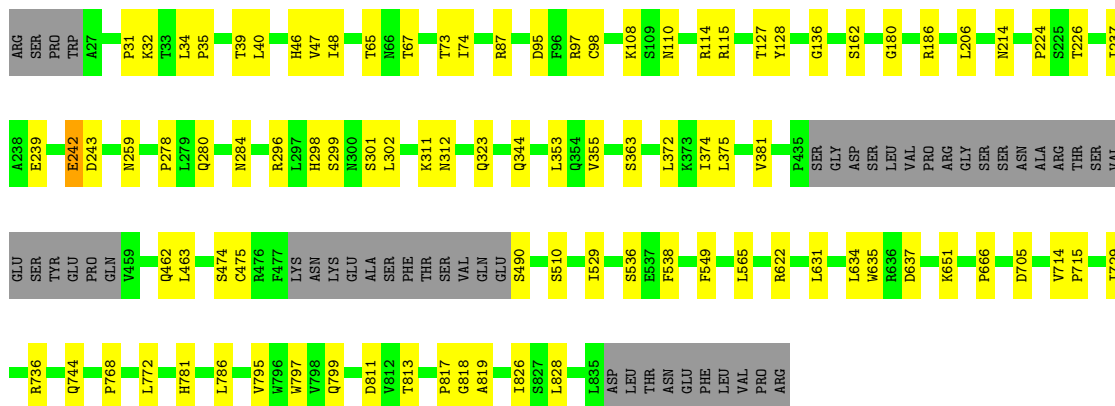 ARG SER PRO TRP A27 P31 K32 T33 L34 P35 T39 L40 H46 V47 I48 T65 N66 T67 T73 I74 R87 D95 F96 R97 C98 K108 S109 N110 R114 R115 T127 Y128 G136 S162 G180 R186 L206 N214 P224 S225 T226
A238 E239 E242 D243 N259 P278 L279 Q280 N284 R296 L297 H298 S299 N300 S301 L302 K311 N312 Q323 Q344 L353 Q354 V355 S363 L372 K373 I374 L375 V381 P435 SER GLY ASP SER LEU VAL PRO ARG GLY SER SER ASN ALA ARG THR SER VAL
GLU SER TYR GLU PRO GLN V459 Q462 L463 S474 C475 R476 F477 LYS ASN LYS GLU ALA SER PHE THR SER VAL GLN GLU S490 S510 I529 S536 E537 F538 F549 L565 R622 L631 L634 W635 R636 D637 K651 P666 D705 V714 P715
R736 Q744 P768 L772 H781 L786 V795 W796 W797 V798 Q799 D811 V812 T813 P817 G818 A819 I826 S827 L828 L835 ASP LEU THR ASN GLU PHE LEU VAL PRO ARG